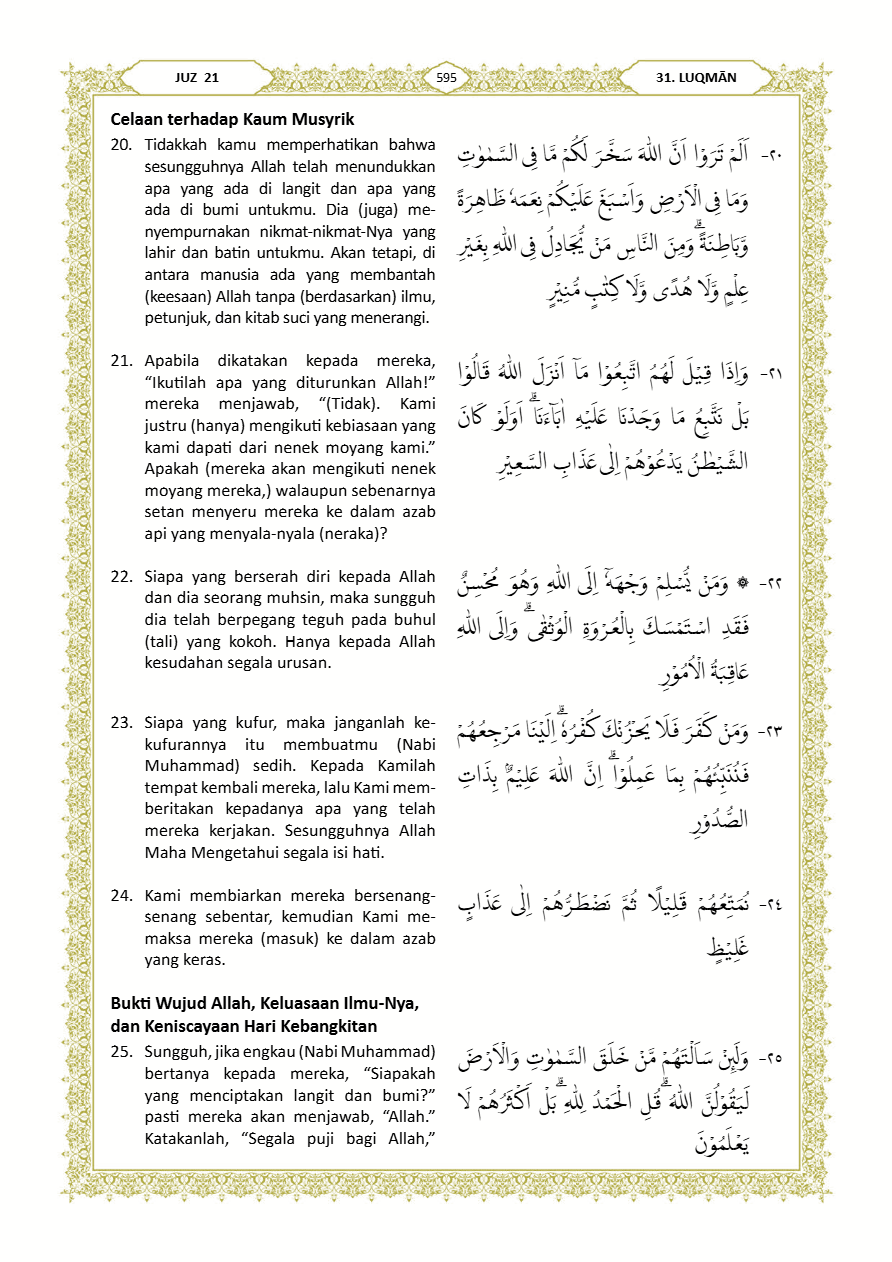 JUZ 21
595
31. LUQMĀN
Celaan terhadap Kaum Musyrik
20. Tidakkah kamu memperhatikan bahwa
sesungguhnya Allah telah menundukkan
apa yang ada di langit dan apa yang
ada di bumi untukmu. Dia (juga) me-
nyempurnakan nikmat-nikmat-Nya yang
lahir dan batin untukmu. Akan tetapi, di
antara manusia ada yang membantah
(keesaan) Allah tanpa (berdasarkan) ilmu,
petunjuk, dan kitab suci yang menerangi.
٢٠- اَلَمْ تَرَوْا اَنَّ اللّٰهَ سَخَّرَ لَكُمْ مَّا فِى السَّمٰوٰتِ
وَمَا فِى الْاَرْضِ وَاَسْبَغَ عَلَيْكُمْ نِعَمَهٗ ظَاهِرَةً
وَّبَاطِنَةً ۗوَمِنَ النَّاسِ مَنْ يُّجَادِلُ فِى اللّٰهِ بِغَيْرِ
عِلْمٍ وَّلَا هُدًى وَّلَا كِتٰبٍ مُّنِيْرٍ
21. Apabila dikatakan kepada mereka,
“Ikutilah apa yang diturunkan Allah!”
mereka menjawab, “(Tidak). Kami
justru (hanya) mengikuti kebiasaan yang
kami dapati dari nenek moyang kami.”
Apakah (mereka akan mengikuti nenek
moyang mereka,) walaupun sebenarnya
setan menyeru mereka ke dalam azab
api yang menyala-nyala (neraka)?
٢١- وَاِذَا قِيْلَ لَهُمُ اتَّبِعُوْا مَآ اَنْزَلَ اللّٰهُ قَالُوْا
بَلْ نَتَّبِعُ مَا وَجَدْنَا عَلَيْهِ اٰبَاۤءَنَاۗ اَوَلَوْ كَانَ
الشَّيْطٰنُ يَدْعُوْهُمْ اِلٰى عَذَابِ السَّعِيْرِ
22. Siapa yang berserah diri kepada Allah
dan dia seorang muhsin, maka sungguh
dia telah berpegang teguh pada buhul
(tali) yang kokoh. Hanya kepada Allah
kesudahan segala urusan.
٢٢- ۞ وَمَنْ يُّسْلِمْ وَجْهَهٗٓ اِلَى اللّٰهِ وَهُوَ مُحْسِنٌ
فَقَدِ اسْتَمْسَكَ بِالْعُرْوَةِ الْوُثْقٰىۗ وَاِلَى اللّٰهِ
عَاقِبَةُ الْاُمُوْرِ
23. Siapa yang kufur, maka janganlah ke-
kufurannya itu membuatmu (Nabi
Muhammad) sedih. Kepada Kamilah
tempat kembali mereka, lalu Kami mem-
beritakan kepadanya apa yang telah
mereka kerjakan. Sesungguhnya Allah
Maha Mengetahui segala isi hati.
٢٣- وَمَنْ كَفَرَ فَلَا يَحْزُنْكَ كُفْرُهٗۗ اِلَيْنَا مَرْجِعُهُمْ
فَنُنَبِّئُهُمْ بِمَا عَمِلُوْاۗ اِنَّ اللّٰهَ عَلِيْمٌۢ بِذَاتِ
الصُّدُوْرِ
24. Kami membiarkan mereka bersenang-
senang sebentar, kemudian Kami me-
maksa mereka (masuk) ke dalam azab
yang keras.
٢٤- نُمَتِّعُهُمْ قَلِيْلًا ثُمَّ نَضْطَرُّهُمْ اِلٰى عَذَابٍ
غَلِيْظٍ
Bukti Wujud Allah, Keluasaan Ilmu-Nya,
dan Keniscayaan Hari Kebangkitan
25. Sungguh, jika engkau (Nabi Muhammad)
bertanya kepada mereka, “Siapakah
yang menciptakan langit dan bumi?”
pasti mereka akan menjawab, “Allah.”
Katakanlah, “Segala puji bagi Allah,”
٢٥- وَلَىِٕنْ سَاَلْتَهُمْ مَّنْ خَلَقَ السَّمٰوٰتِ وَالْاَرْضَ
لَيَقُوْلُنَّ اللّٰهُ ۗقُلِ الْحَمْدُ لِلّٰهِ ۗبَلْ اَكْثَرُهُمْ لَا
يَعْلَمُوْنَ